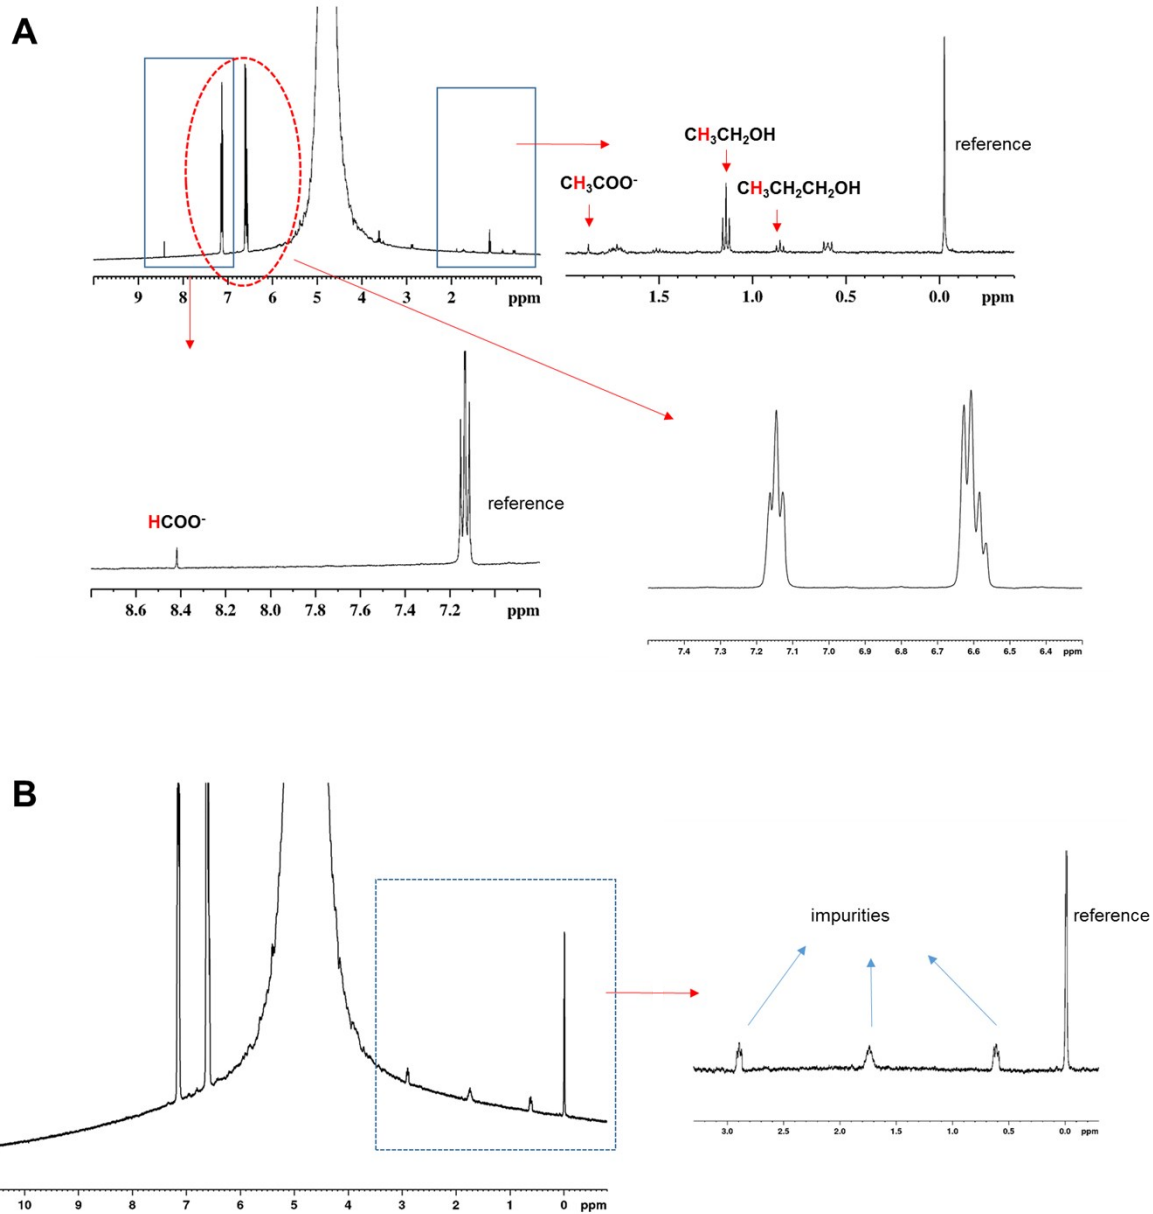 A
CH₃CH₂OH
reference
CH₃COO⁻
CH₃CH₂CH₂OH
9 8 7 6 5 4 3 2 1 ppm
1.5 1.0 0.5 0.0 ppm
HCOO⁻
reference
8.6 8.4 8.2 8.0 7.8 7.6 7.4 7.2 ppm
7.4 7.3 7.2 7.1 7.0 6.9 6.8 6.7 6.6 6.5 6.4 ppm
B
impurities
reference
3.0 2.5 2.0 1.5 1.0 0.5 0.0 ppm
10 9 8 7 6 5 4 3 2 1 0 ppm